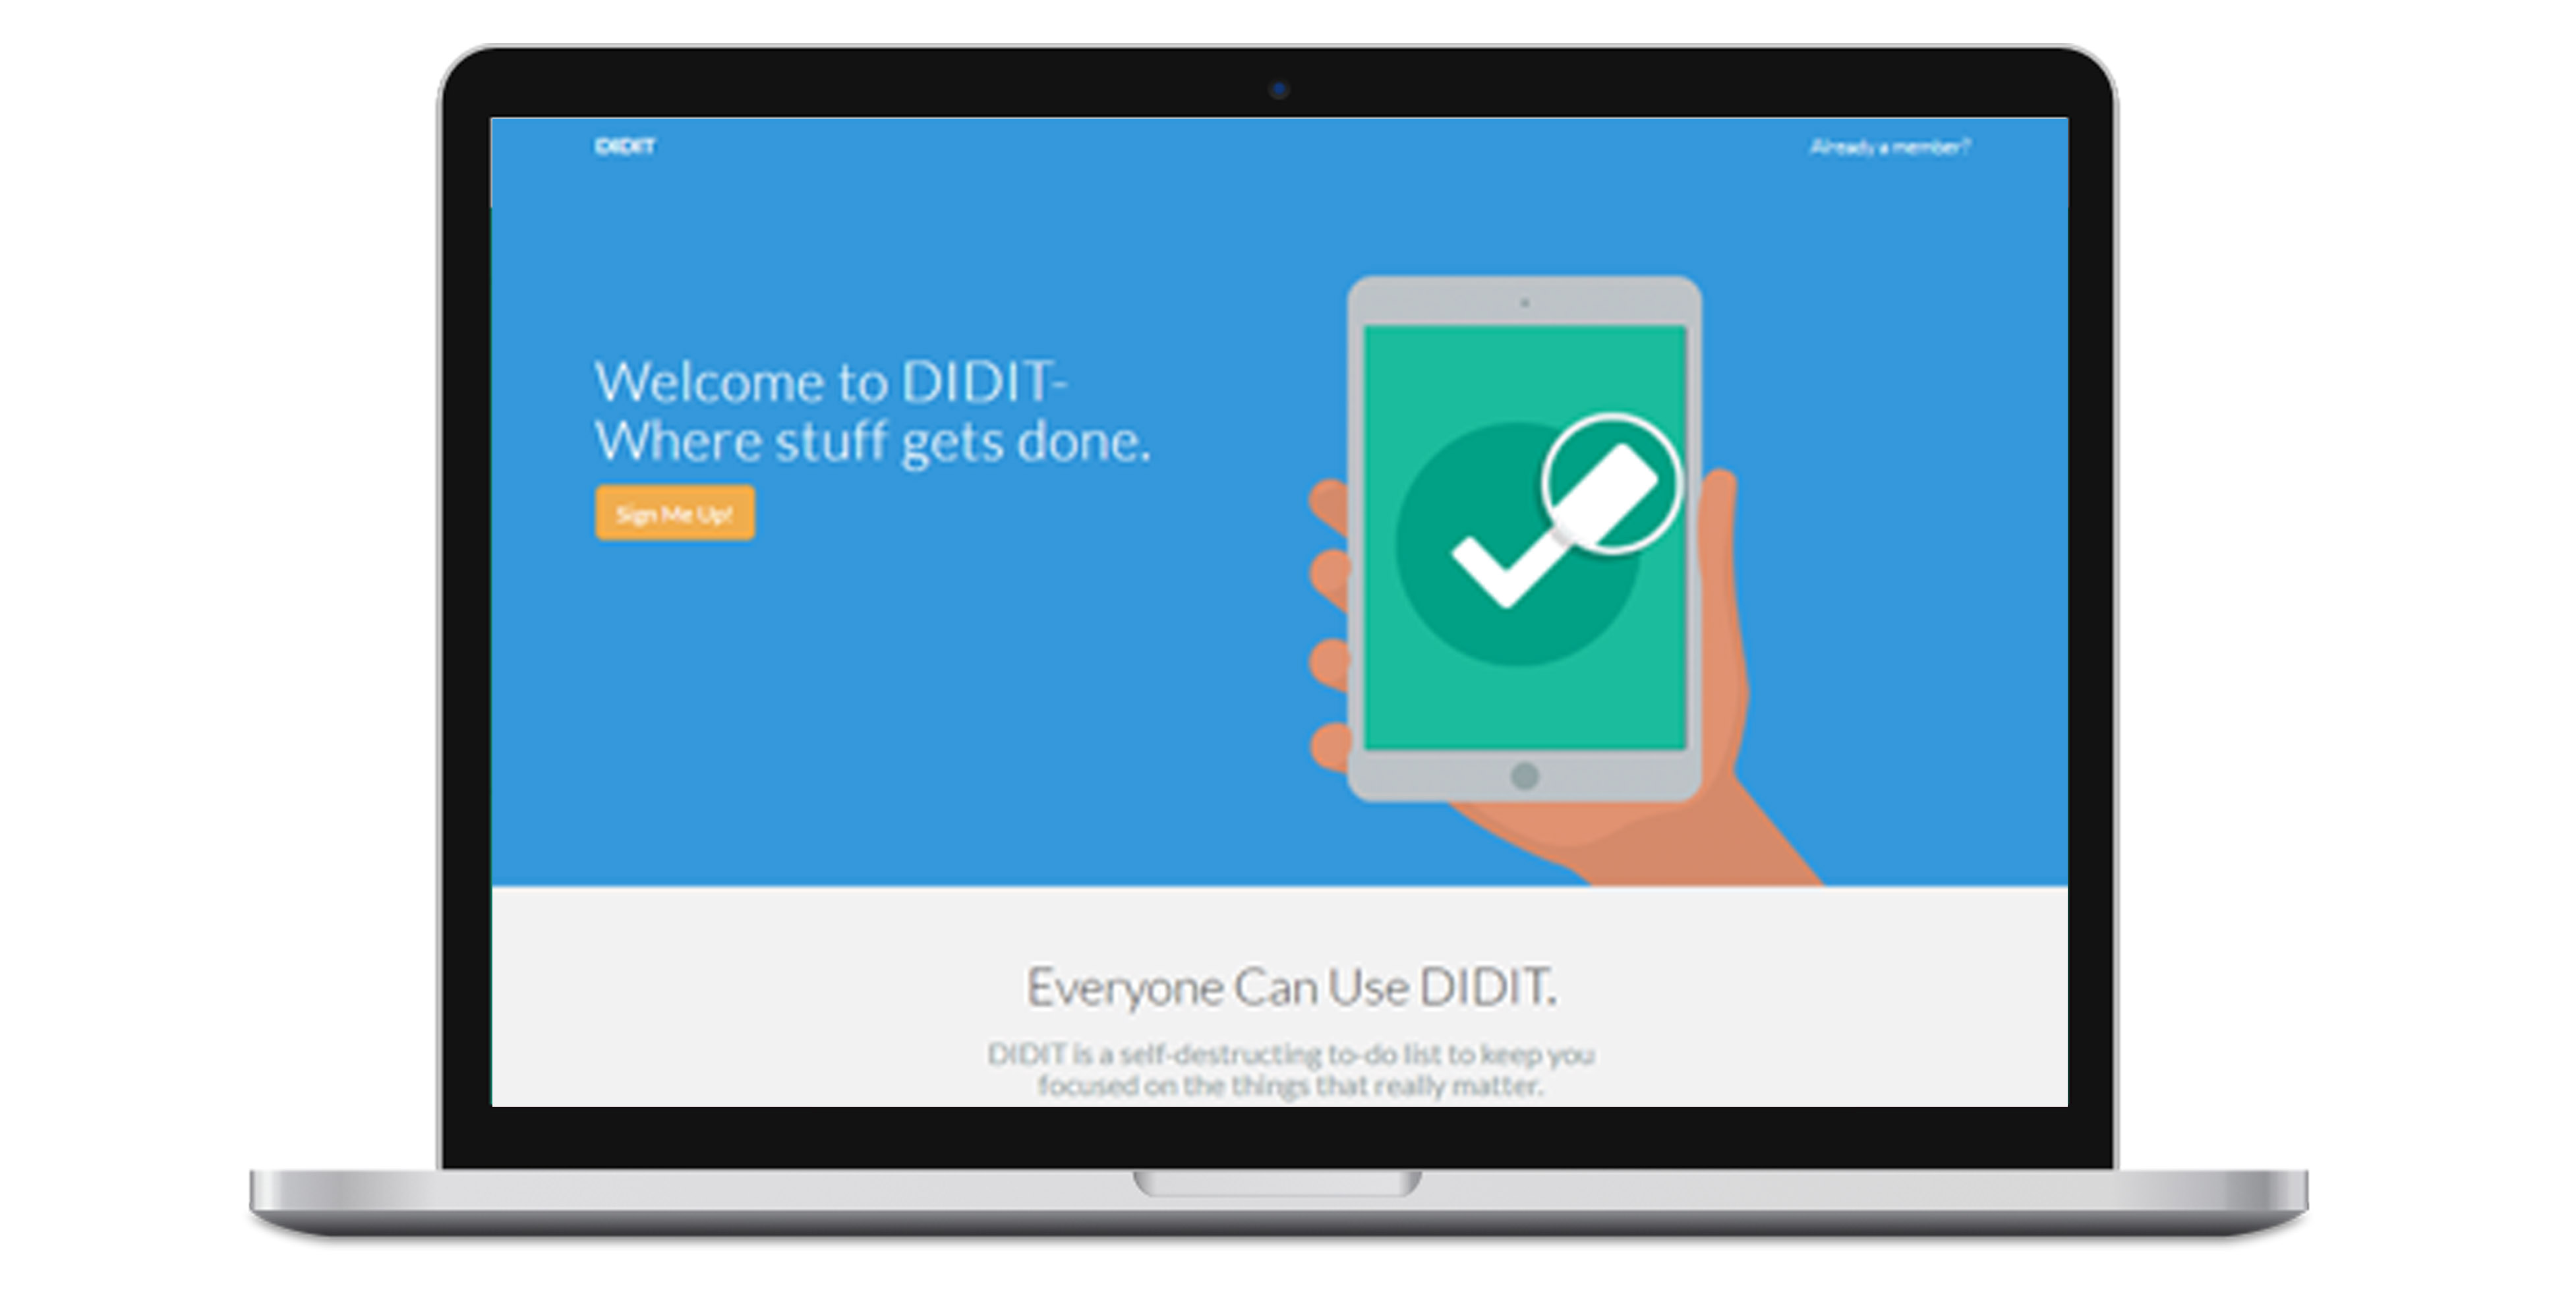 DIDIT
Already a member?
Welcome to DIDIT-
Where stuff gets done.
Sign Me Up!
Everyone Can Use DIDIT.
DIDIT is a self-destructing to-do list to keep you
focused on the things that really matter.